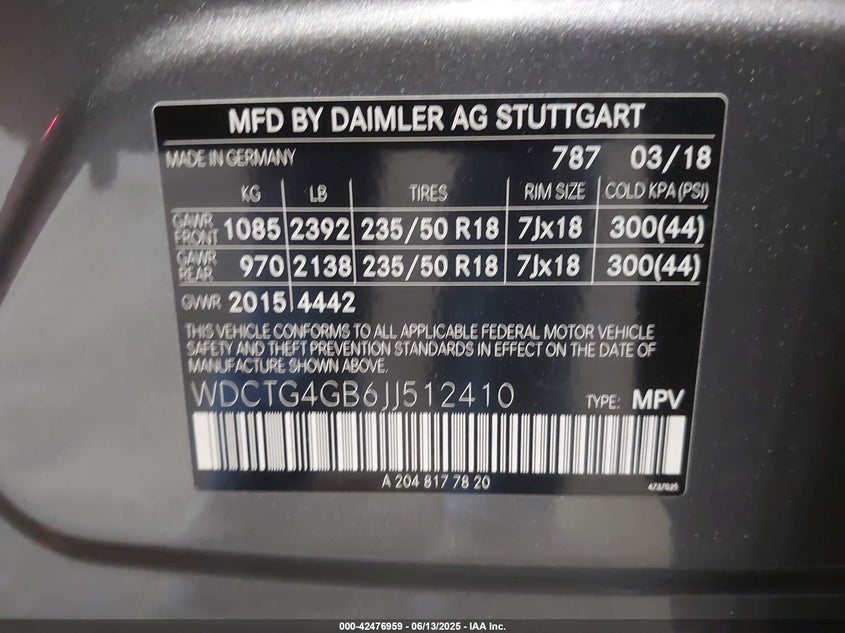 MFD BY DAIMLER AG STUTTGART
MADE IN GERMANY 787 03/18
KG LB TIRES RIM SIZE COLD KPA (PSI)
GAWR FRONT 1085 2392 235/50 R18 7Jx18 300(44)
GAWR REAR 970 2138 235/50 R18 7Jx18 300(44)
GVWR 2015 4442
THIS VEHICLE CONFORMS TO ALL APPLICABLE FEDERAL MOTOR VEHICLE
SAFETY AND THEFT PREVENTION STANDARDS IN EFFECT ON THE DATE OF
MANUFACTURE SHOWN ABOVE.
WDCTG4GB6JJ512410 TYPE: MPV
A 204 817 78 20
000-42476959 - 06/13/2025 - IAA Inc.